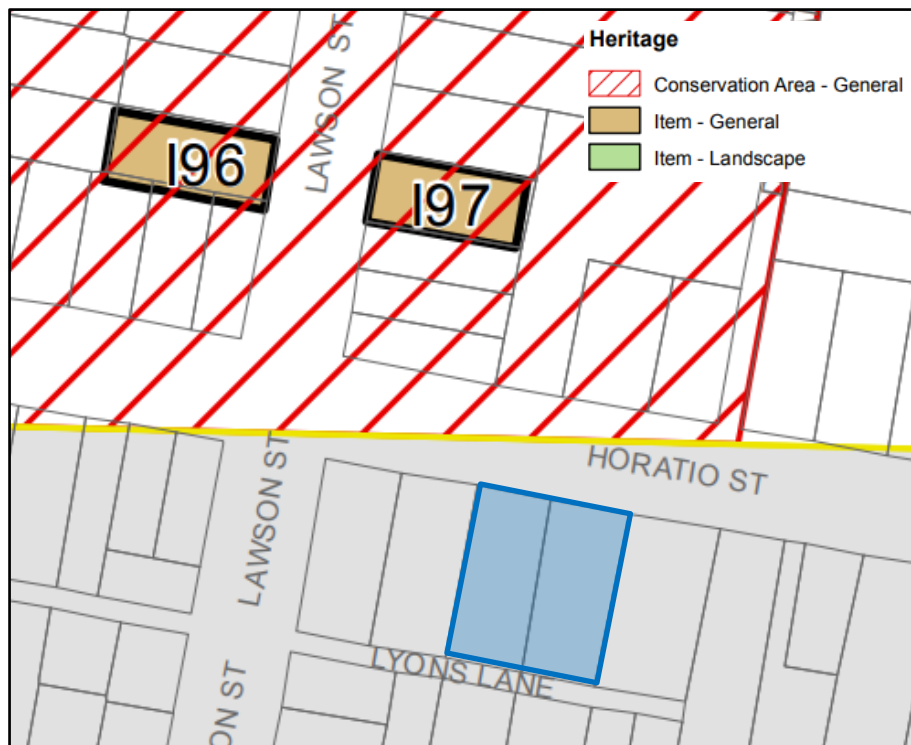 LAWSON ST
Heritage
Conservation Area - General
Item - General
Item - Landscape
I96
I97
HORATIO ST
LAWSON ST
LYONS LANE
ON ST